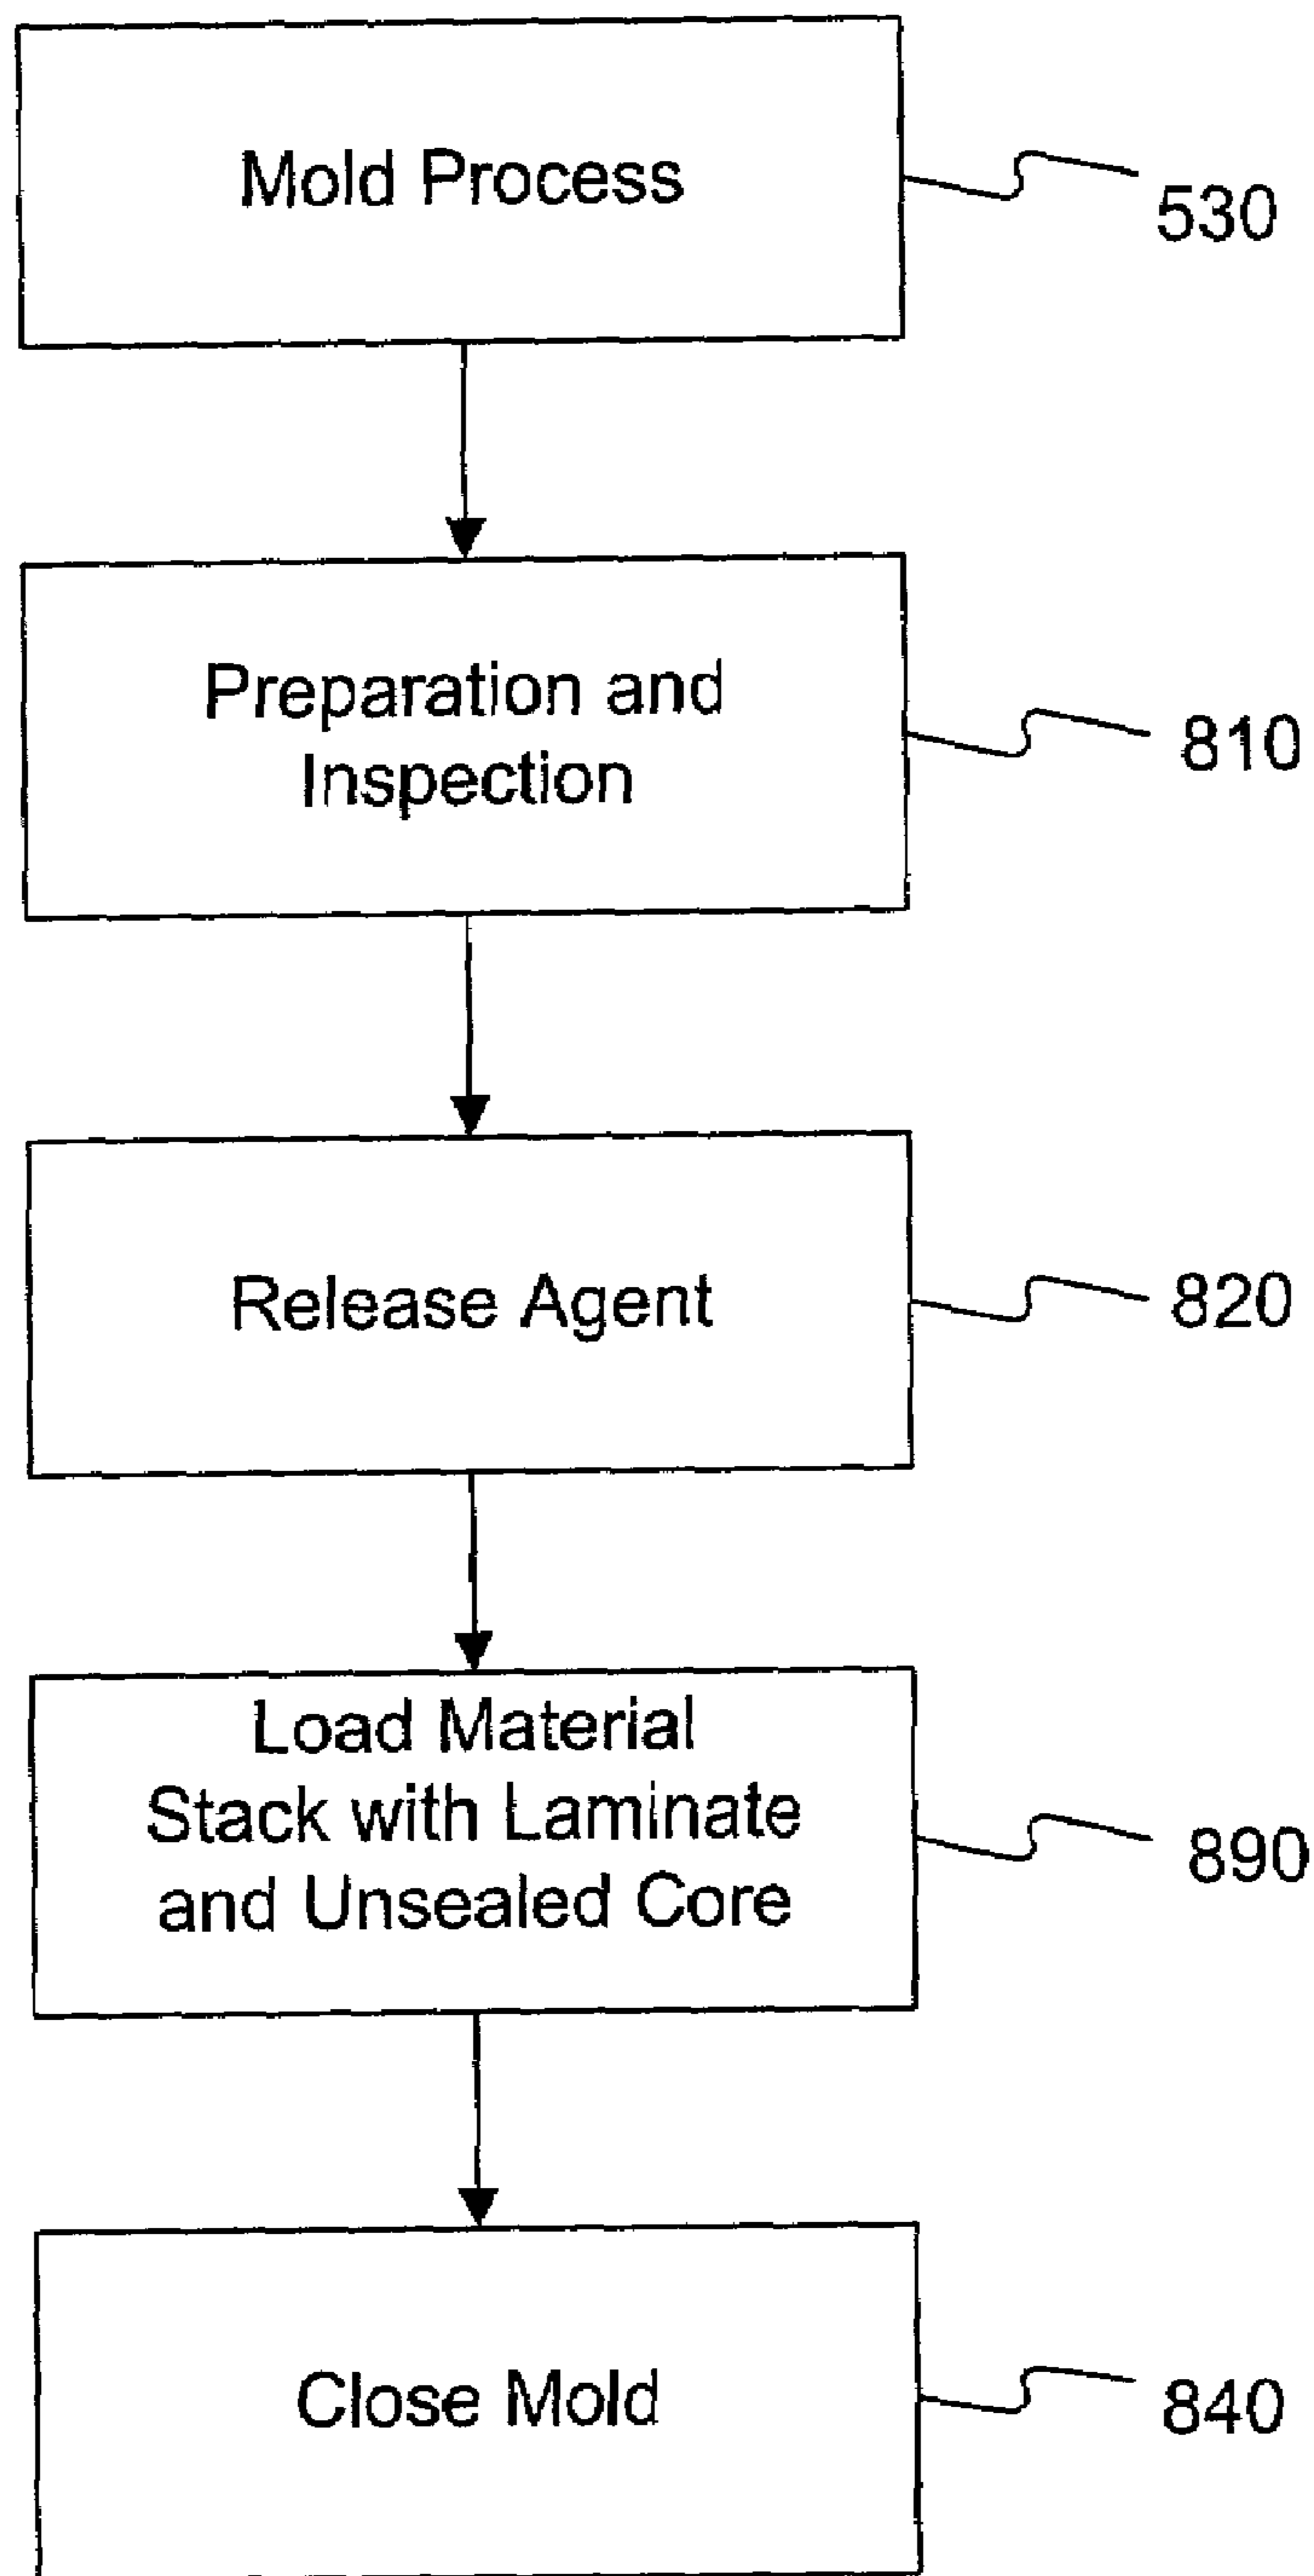 Mold Process
530
Preparation and
Inspection
810
Release Agent
820
Load Material
Stack with Laminate
and Unsealed Core
890
Close Mold
840